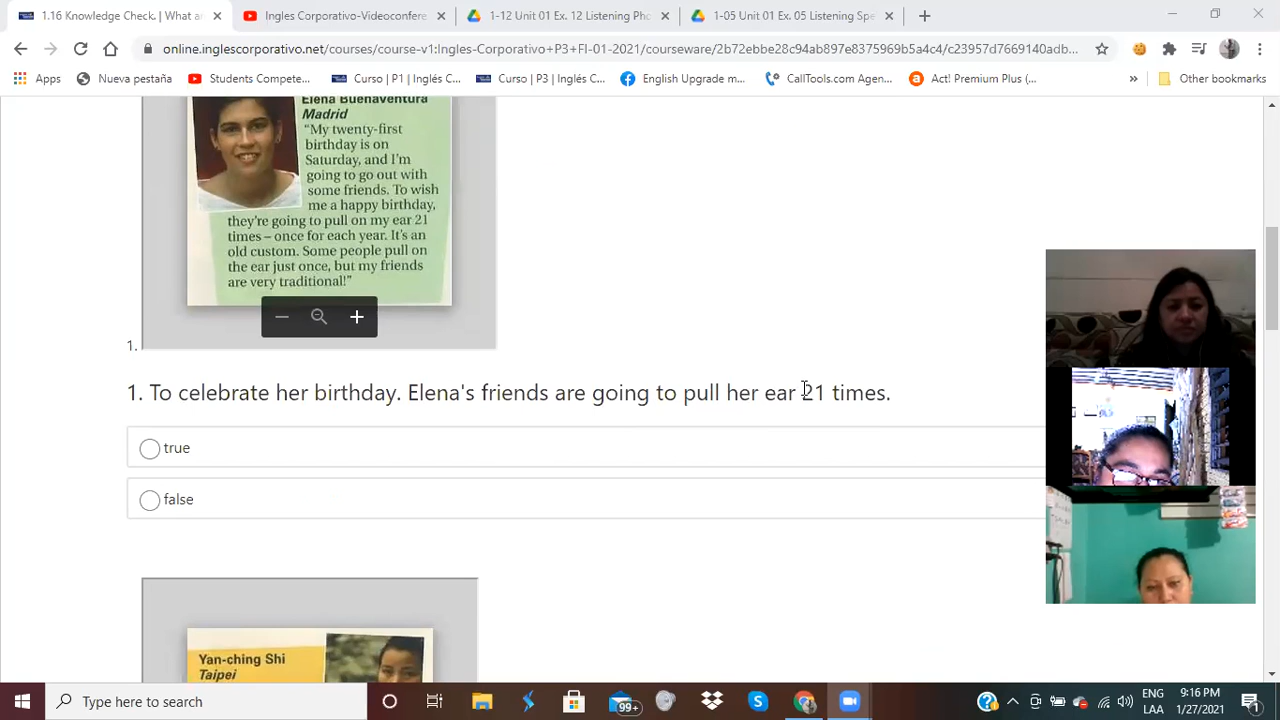 1.16 Knowledge Check. | What ar
Ingles Corporativo-Videoconfere
1-12 Unit 01 Ex. 12 Listening Pho
1-05 Unit 01 Ex. 05 Listening Spe
online.inglescorporativo.net/courses/course-v1:Ingles-Corporativo+P3+FI-01-2021/courseware/2b72ebbe28c94ab897e8375969b5a4c4/c23957d7669140adb...
Apps
Nueva pestaña
Students Compete...
Curso | P1 | Inglés C...
Curso | P3 | Inglés C...
English Upgrade m...
CallTools.com Agen...
Act! Premium Plus (...
»
Other bookmarks
Elena Buenaventura
Madrid
"My twenty-first
birthday is on
Saturday, and I'm
going to go out with
some friends. To wish
me a happy birthday,
they're going to pull on my ear 21
times – once for each year. It's an
old custom. Some people pull on
the ear just once, but my friends
are very traditional!"
1.
1. To celebrate her birthday. Elena's friends are going to pull her ear 21 times.
true
false
Yan-ching Shi
Taipei
Type here to search
99+
ENG
LAA
9:16 PM
1/27/2021
1